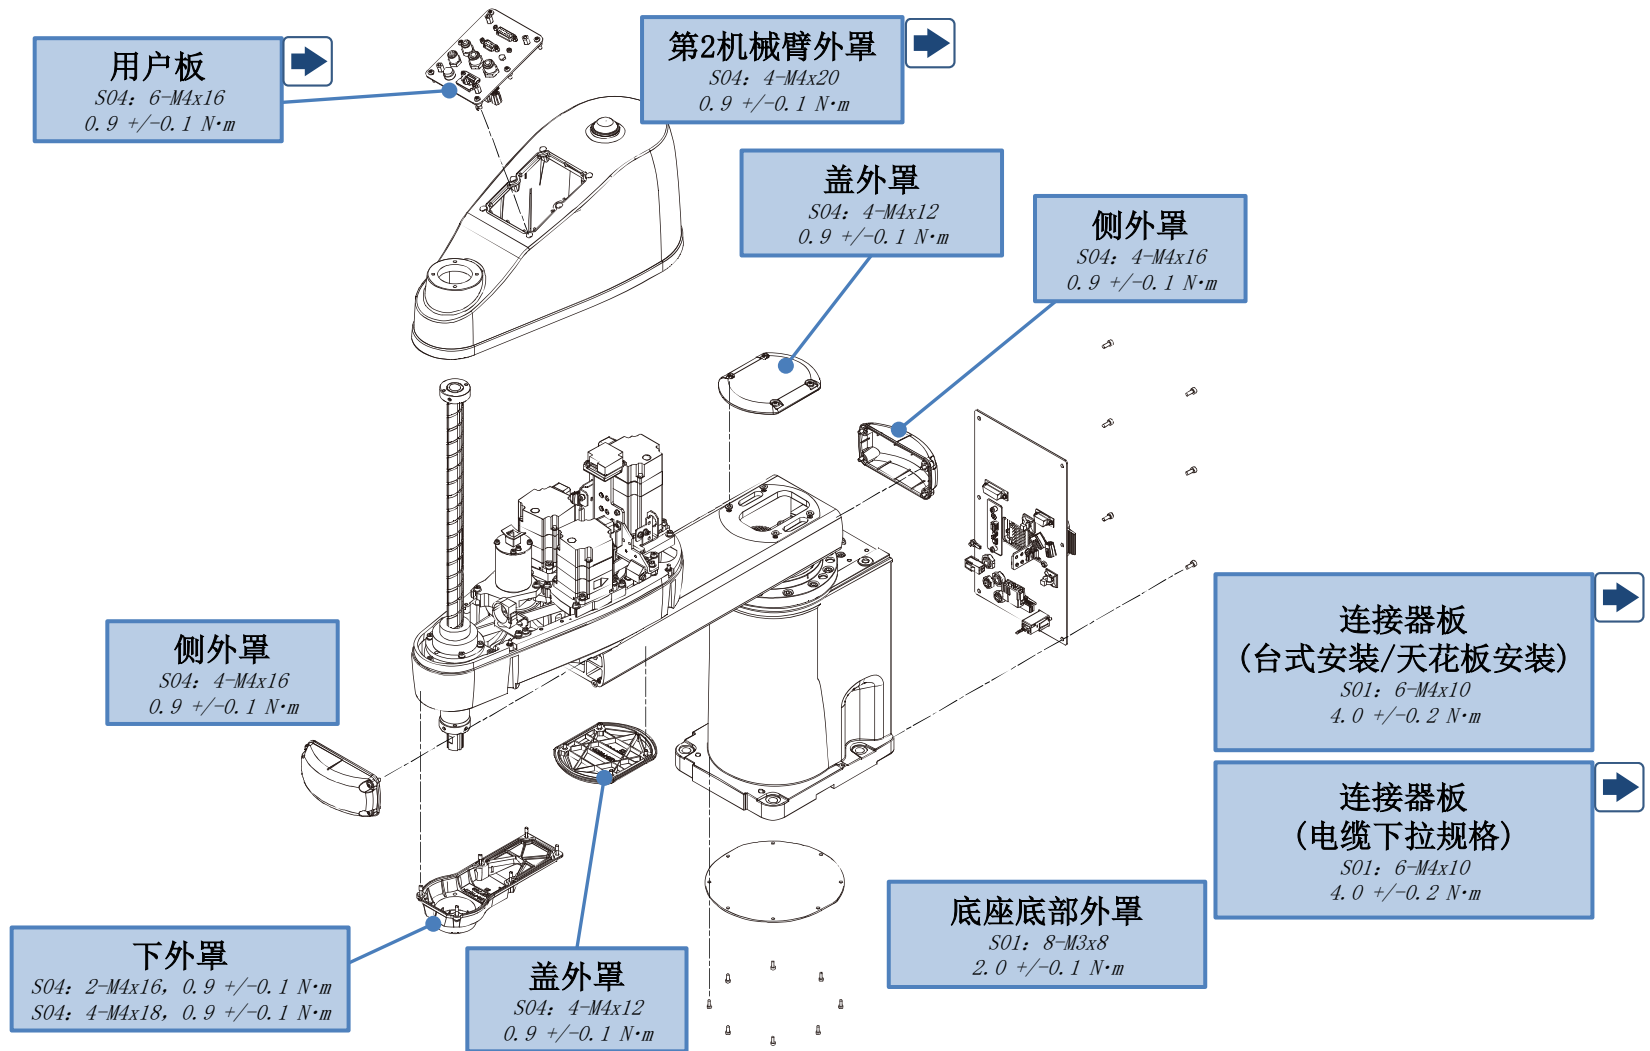 用户板
S04: 6-M4x16
0.9 +/-0.1 N·m
第2机械臂外罩
S04: 4-M4x20
0.9 +/-0.1 N·m
盖外罩
S04: 4-M4x12
0.9 +/-0.1 N·m
侧外罩
S04: 4-M4x16
0.9 +/-0.1 N·m
侧外罩
S04: 4-M4x16
0.9 +/-0.1 N·m
连接器板
(台式安装/天花板安装)
S01: 6-M4x10
4.0 +/-0.2 N·m
连接器板
(电缆下拉规格)
S01: 6-M4x10
4.0 +/-0.2 N·m
底座底部外罩
S01: 8-M3x8
2.0 +/-0.1 N·m
下外罩
S04: 2-M4x16, 0.9 +/-0.1 N·m
S04: 4-M4x18, 0.9 +/-0.1 N·m
盖外罩
S04: 4-M4x12
0.9 +/-0.1 N·m